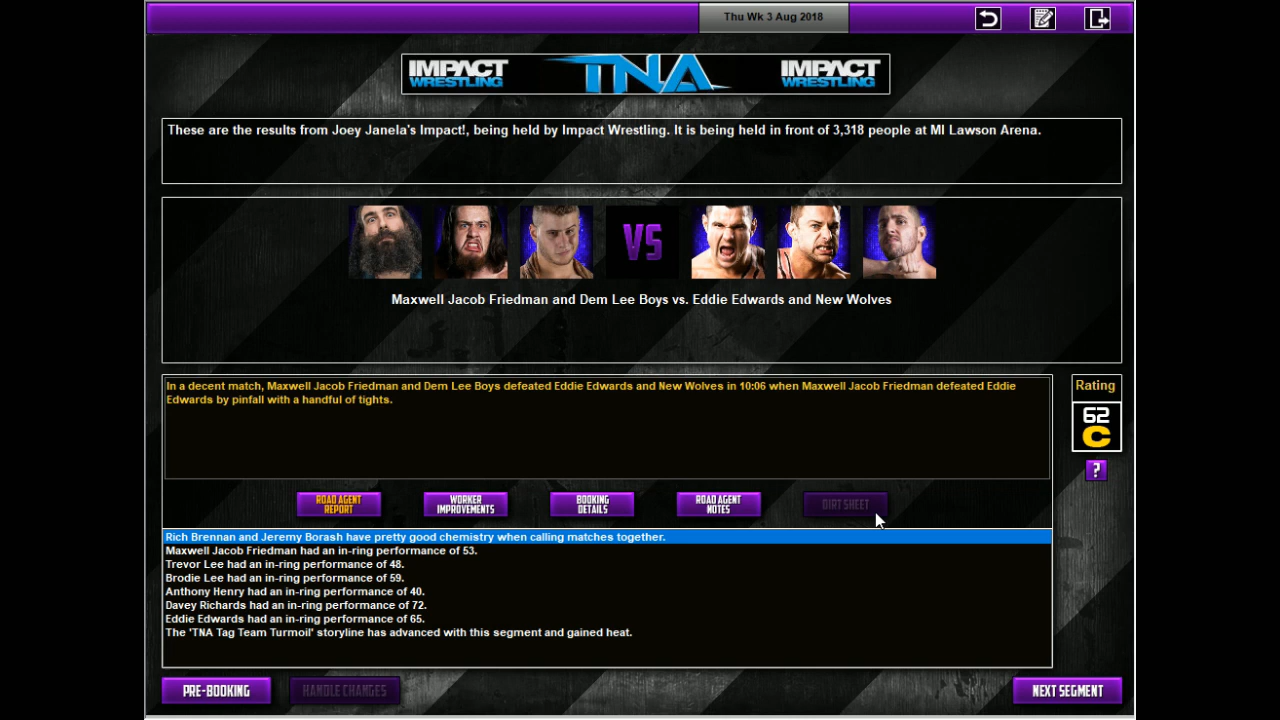 Thu Wk 3 Aug 2018
IMPACT WRESTLING TNA IMPACT WRESTLING
These are the results from Joey Janela's Impact!, being held by Impact Wrestling. It is being held in front of 3,318 people at MI Lawson Arena.
VS
Maxwell Jacob Friedman and Dem Lee Boys vs. Eddie Edwards and New Wolves
In a decent match, Maxwell Jacob Friedman and Dem Lee Boys defeated Eddie Edwards and New Wolves in 10:06 when Maxwell Jacob Friedman defeated Eddie
Edwards by pinfall with a handful of tights.
Rating
62
C
?
ROAD AGENT REPORT
WORKER IMPROVEMENTS
BOOKING DETAILS
ROAD AGENT NOTES
DIRT SHEET
Rich Brennan and Jeremy Borash have pretty good chemistry when calling matches together.
Maxwell Jacob Friedman had an in-ring performance of 53.
Trevor Lee had an in-ring performance of 48.
Brodie Lee had an in-ring performance of 59.
Anthony Henry had an in-ring performance of 40.
Davey Richards had an in-ring performance of 72.
Eddie Edwards had an in-ring performance of 65.
The 'TNA Tag Team Turmoil' storyline has advanced with this segment and gained heat.
PRE-BOOKING
HANDLE CHANGES
NEXT SEGMENT